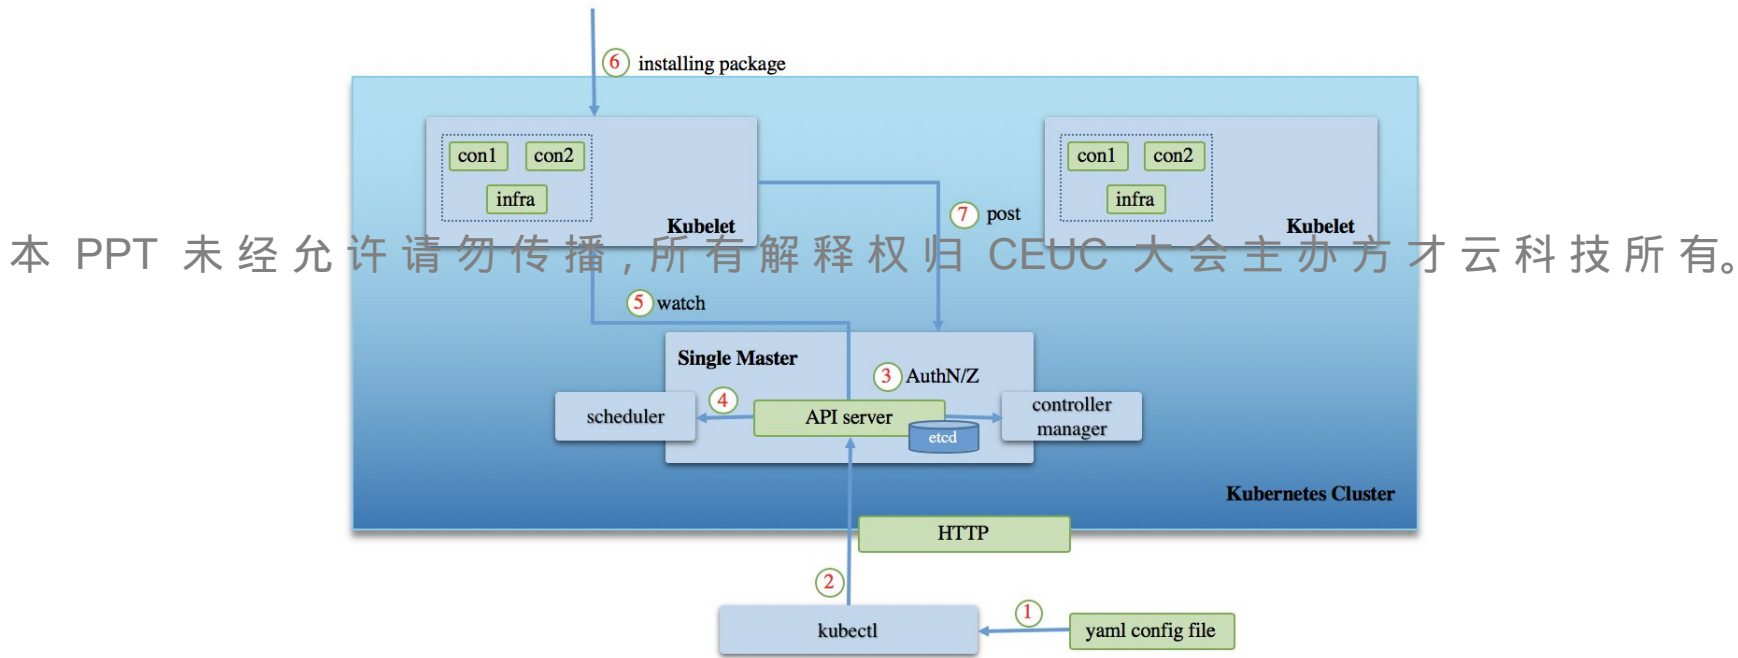 6 installing package
con1 con2
infra
Kubelet
con1 con2
infra
Kubelet
7 post
本 PPT 未经允许请勿传播，所有解释权归 CEUC 大会主办方才云科技所有。
5 watch
Single Master
3 AuthN/Z
4
scheduler
API server
etcd
controller
manager
Kubernetes Cluster
HTTP
2
1
kubectl
yaml config file